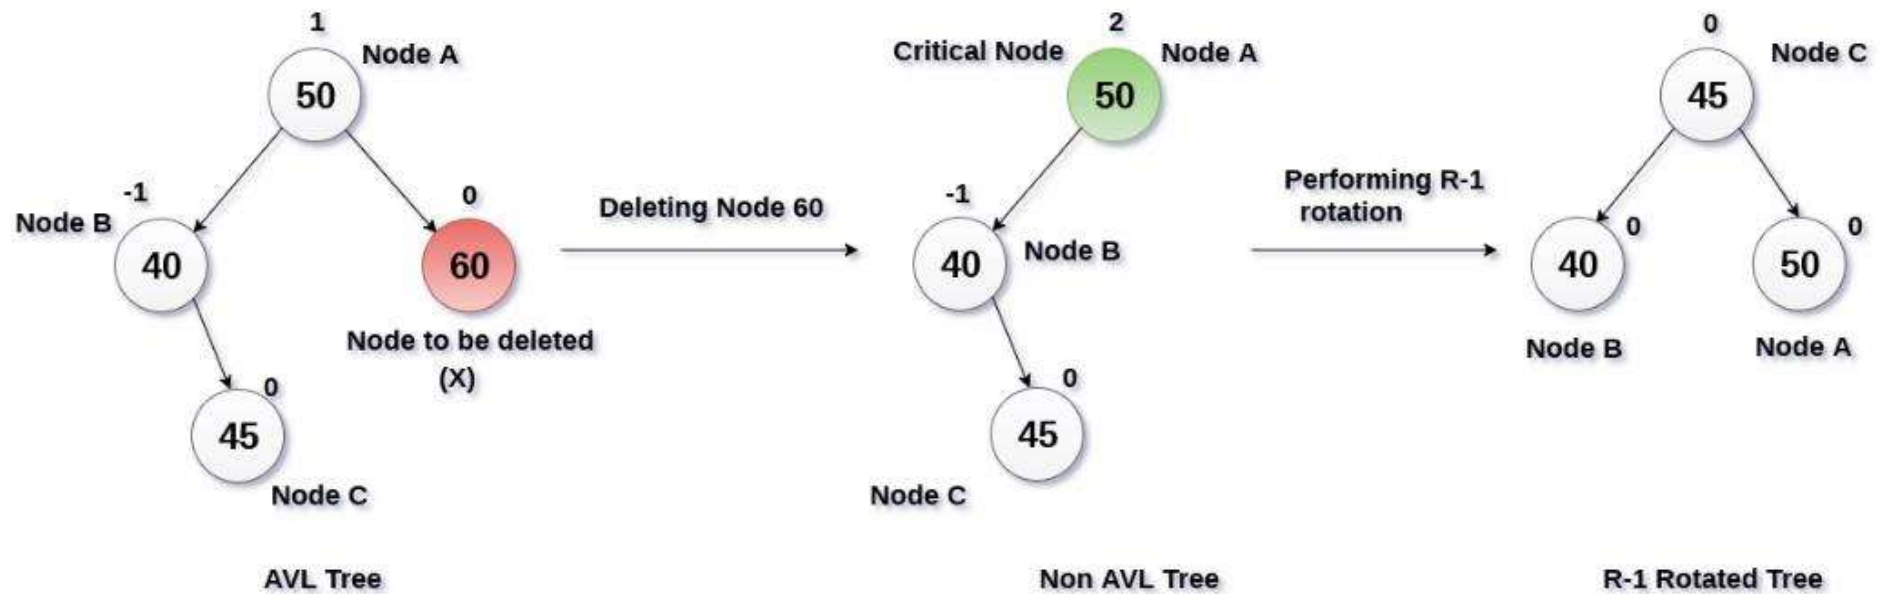 1
Node A
50
-1
0
Node B
40
60
Node to be deleted
(X)
0
45
Node C
AVL Tree
Deleting Node 60
2
Critical Node
Node A
50
-1
40
Node B
0
45
Node C
Non AVL Tree
Performing R-1
rotation
0
Node C
45
0
0
40
50
Node B
Node A
R-1 Rotated Tree